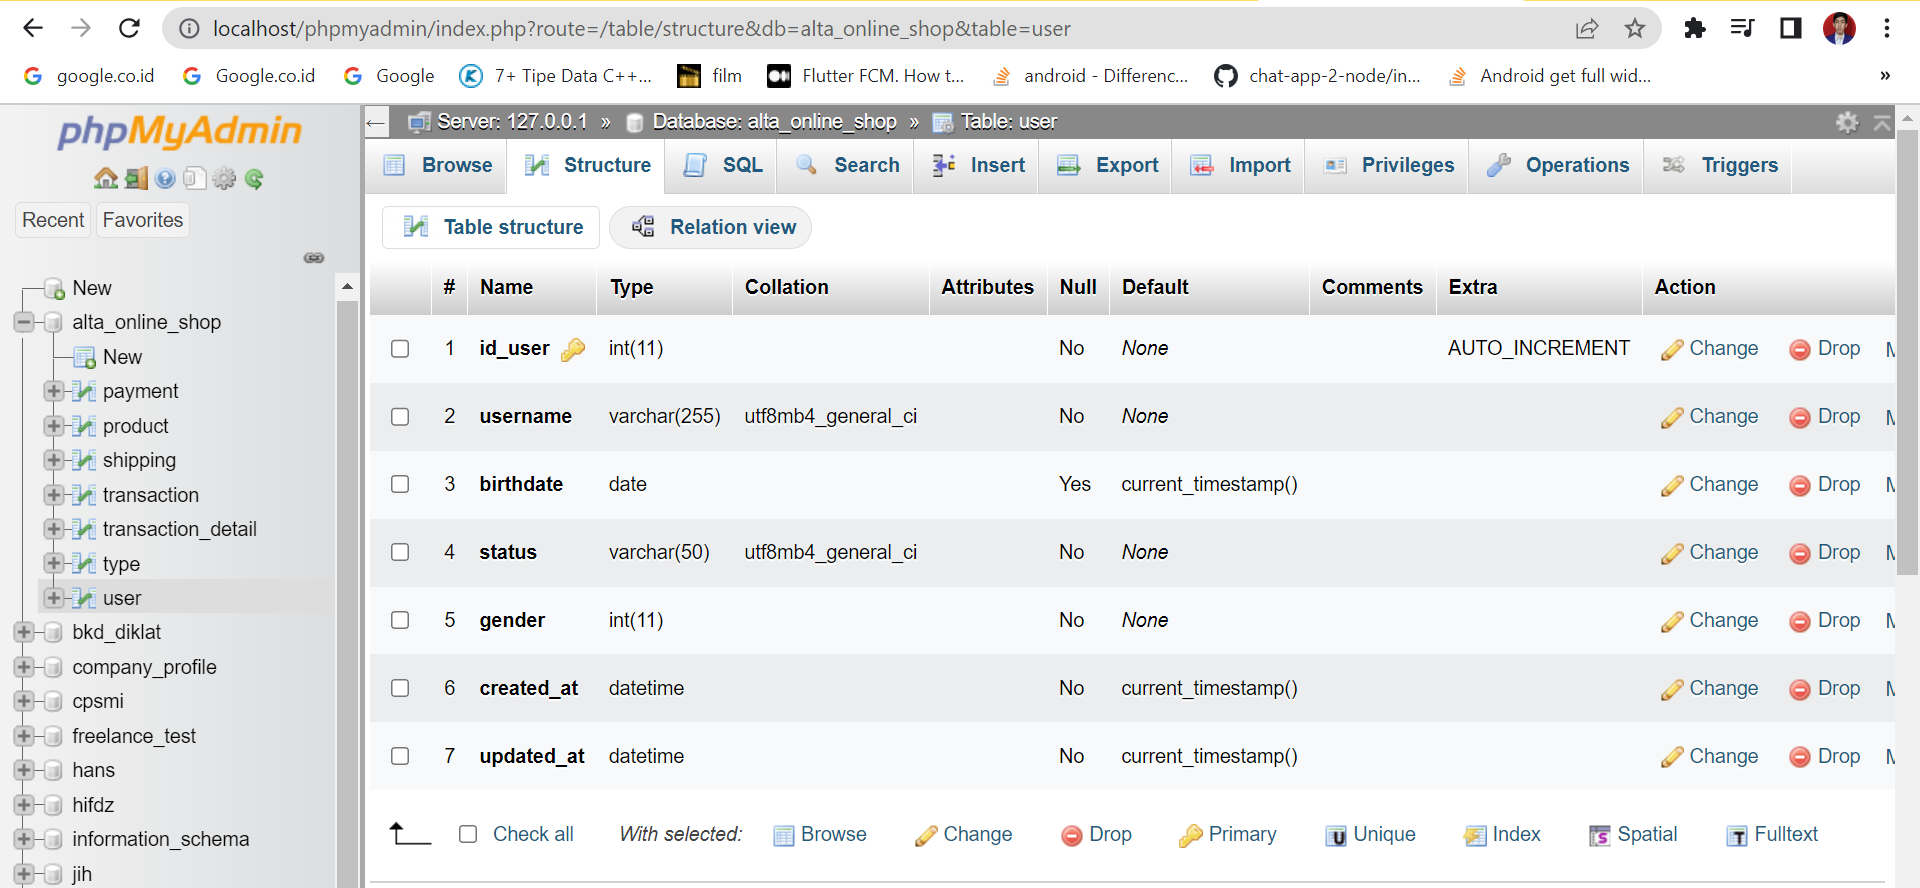 localhost/phpmyadmin/index.php?route=/table/structure&db=alta_online_shop&table=user
google.co.id Google.co.id Google 7+ Tipe Data C++... film Flutter FCM. How t... android - Differenc... chat-app-2-node/in... Android get full wid... »
phpMyAdmin
Recent Favorites
New
alta_online_shop
New
payment
product
shipping
transaction
transaction_detail
type
user
bkd_diklat
company_profile
cpsmi
freelance_test
hans
hifdz
information_schema
jih
Server: 127.0.0.1 » Database: alta_online_shop » Table: user
Browse Structure SQL Search Insert Export Import Privileges Operations Triggers
Table structure Relation view
# Name Type Collation Attributes Null Default Comments Extra Action
1 id_user int(11) No None AUTO_INCREMENT Change Drop
2 username varchar(255) utf8mb4_general_ci No None Change Drop
3 birthdate date Yes current_timestamp() Change Drop
4 status varchar(50) utf8mb4_general_ci No None Change Drop
5 gender int(11) No None Change Drop
6 created_at datetime No current_timestamp() Change Drop
7 updated_at datetime No current_timestamp() Change Drop
Check all With selected: Browse Change Drop Primary Unique Index Spatial Fulltext